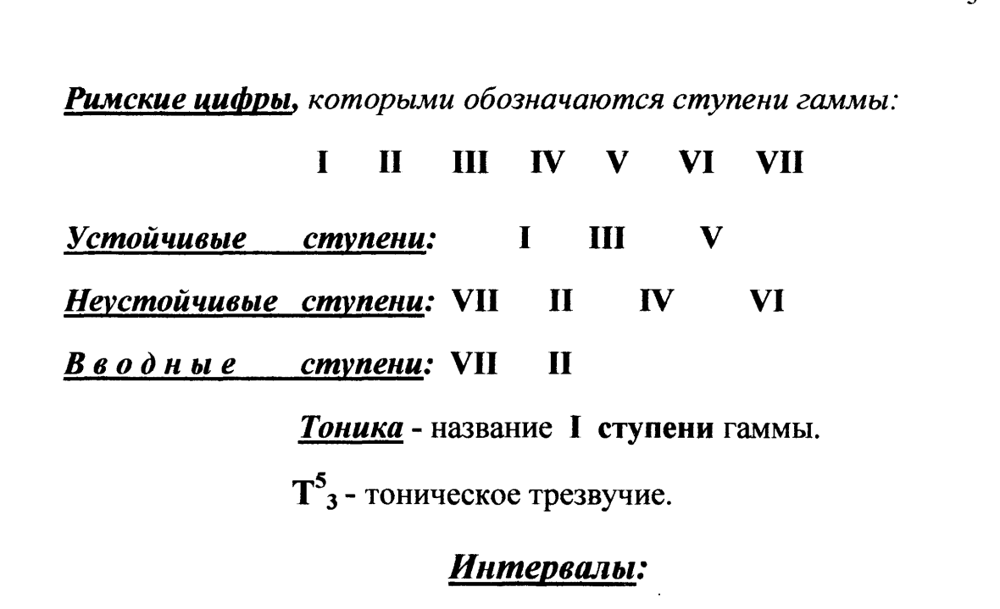 Римские цифры, которыми обозначаются ступени гаммы:
I II III IV V VI VII
Устойчивые ступени: I III V
Неустойчивые ступени: VII II IV VI
В в о д н ы е ступени: VII II
Тоника - название I ступени гаммы.
T⁵₃ - тоническое трезвучие.
Интервалы: